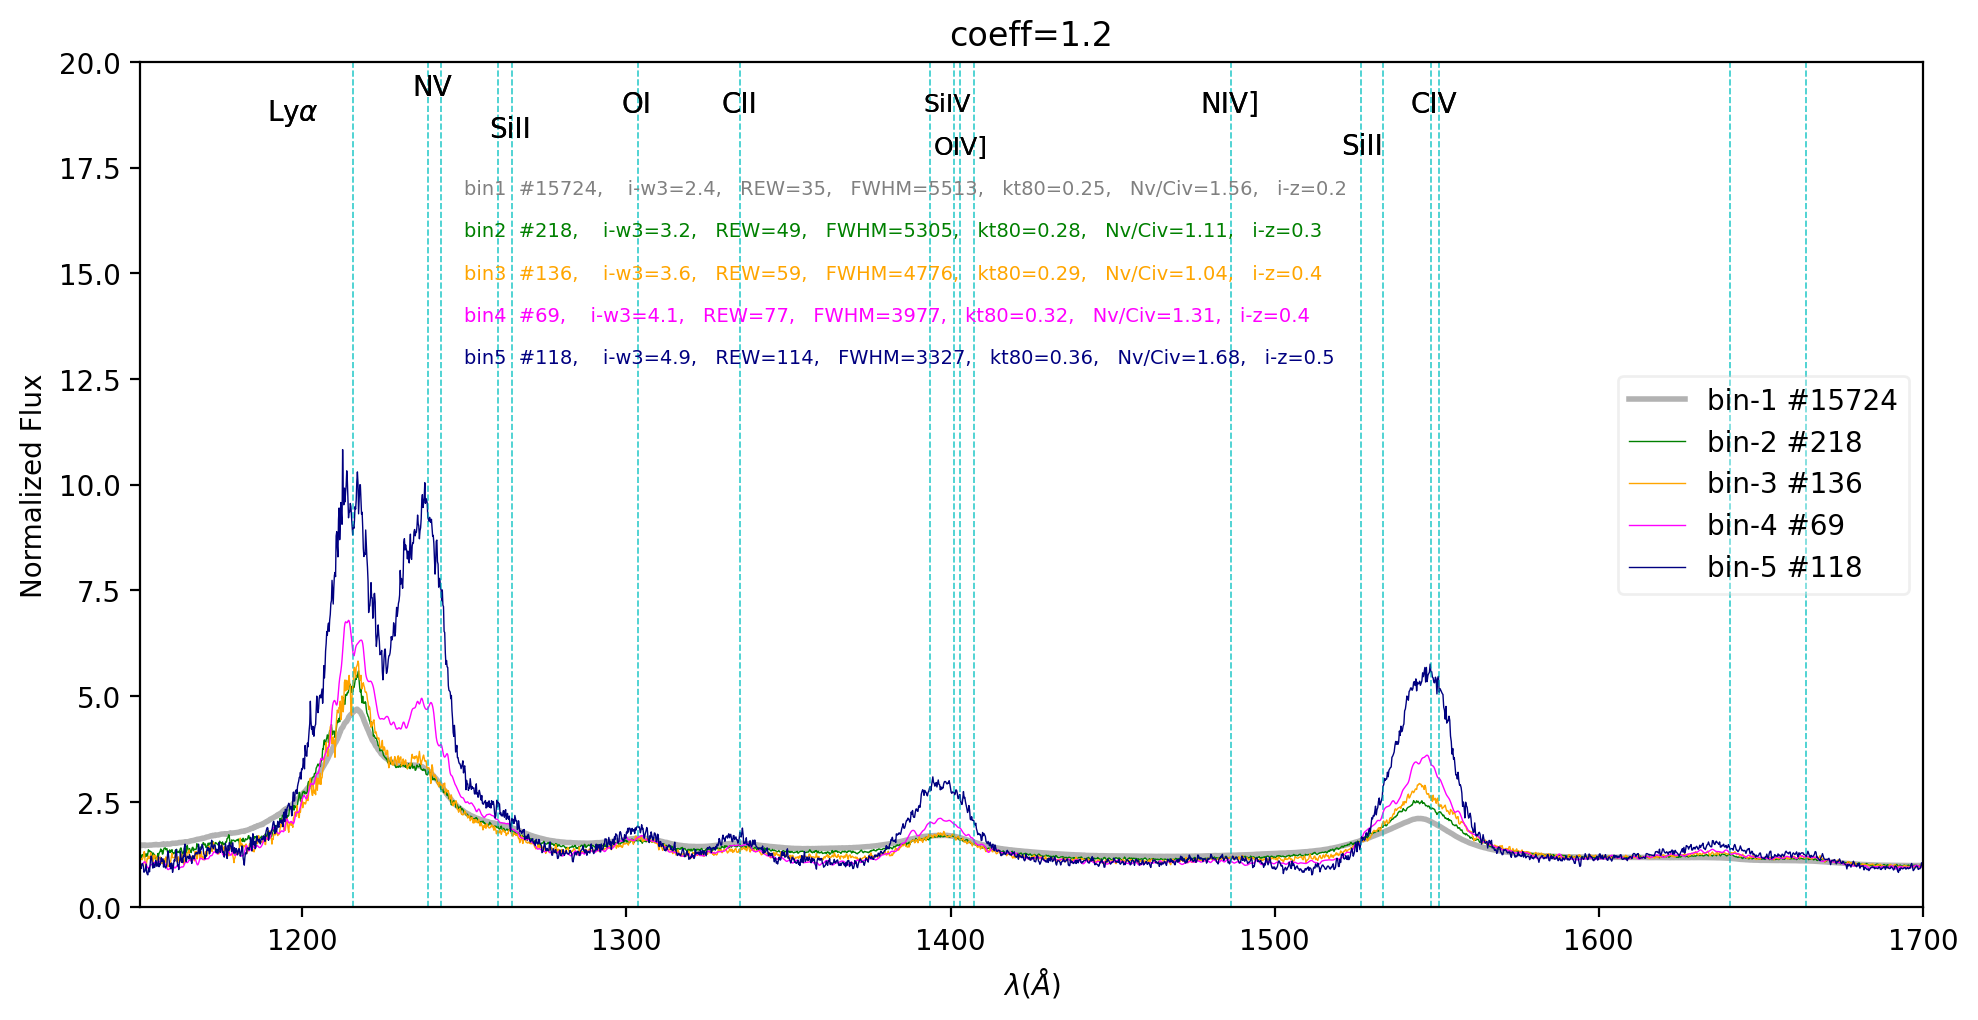 coeff=1.2
20.0
17.5
15.0
12.5
10.0
7.5
5.0
2.5
0.0
Normalized Flux
Lyα
NV
SiII
OI
CII
SiIV
OIV]
NIV]
SiII
CIV
bin1 #15724, i-w3=2.4, REW=35, FWHM=5513, kt80=0.25, Nv/Civ=1.56, i-z=0.2
bin2 #218, i-w3=3.2, REW=49, FWHM=5305, kt80=0.28, Nv/Civ=1.11, i-z=0.3
bin3 #136, i-w3=3.6, REW=59, FWHM=4776, kt80=0.29, Nv/Civ=1.04, i-z=0.4
bin4 #69, i-w3=4.1, REW=77, FWHM=3977, kt80=0.32, Nv/Civ=1.31, i-z=0.4
bin5 #118, i-w3=4.9, REW=114, FWHM=3327, kt80=0.36, Nv/Civ=1.68, i-z=0.5
bin-1 #15724
bin-2 #218
bin-3 #136
bin-4 #69
bin-5 #118
1200 1300 1400 1500 1600 1700
λ(Å)